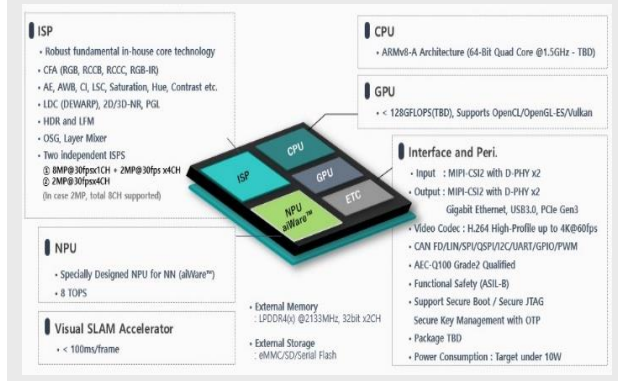 ISP
• Robust fundamental in-house core technology
• CFA (RGB, RCCB, RCCC, RGB-IR)
• AE, AWB, CI, LSC, Saturation, Hue, Contrast etc.
• LDC (DEWARP), 2D/3D-NR, PGL
• HDR and LFM
• OSG, Layer Mixer
• Two independent ISPS
① 8MP@30fpsx1CH + 2MP@30fps x4CH
② 2MP@30fpsx4CH
(In case 2MP, total 8CH supported)
NPU
• Specially Designed NPU for NN (aiWare™)
• 8 TOPS
Visual SLAM Accelerator
• < 100ms/frame
ISP
CPU
GPU
NPU
aiWare™
ETC
• External Memory
: LPDDR4(x) @2133MHz, 32bit x2CH
• External Storage
: eMMC/SD/Serial Flash
CPU
• ARMv8-A Architecture (64-Bit Quad Core @1.5GHz - TBD)
GPU
• < 128GFLOPS(TBD), Supports OpenCL/OpenGL-ES/Vulkan
Interface and Peri.
• Input : MIPI-CSI2 with D-PHY x2
• Output : MIPI-CSI2 with D-PHY x2
Gigabit Ethernet, USB3.0, PCIe Gen3
• Video Codec : H.264 High-Profile up to 4K@60fps
• CAN FD/LIN/SPI/QSPI/I2C/UART/GPIO/PWM
• AEC-Q100 Grade2 Qualified
• Functional Safety (ASIL-B)
• Support Secure Boot / Secure JTAG
Secure Key Management with OTP
• Package TBD
• Power Consumption : Target under 10W